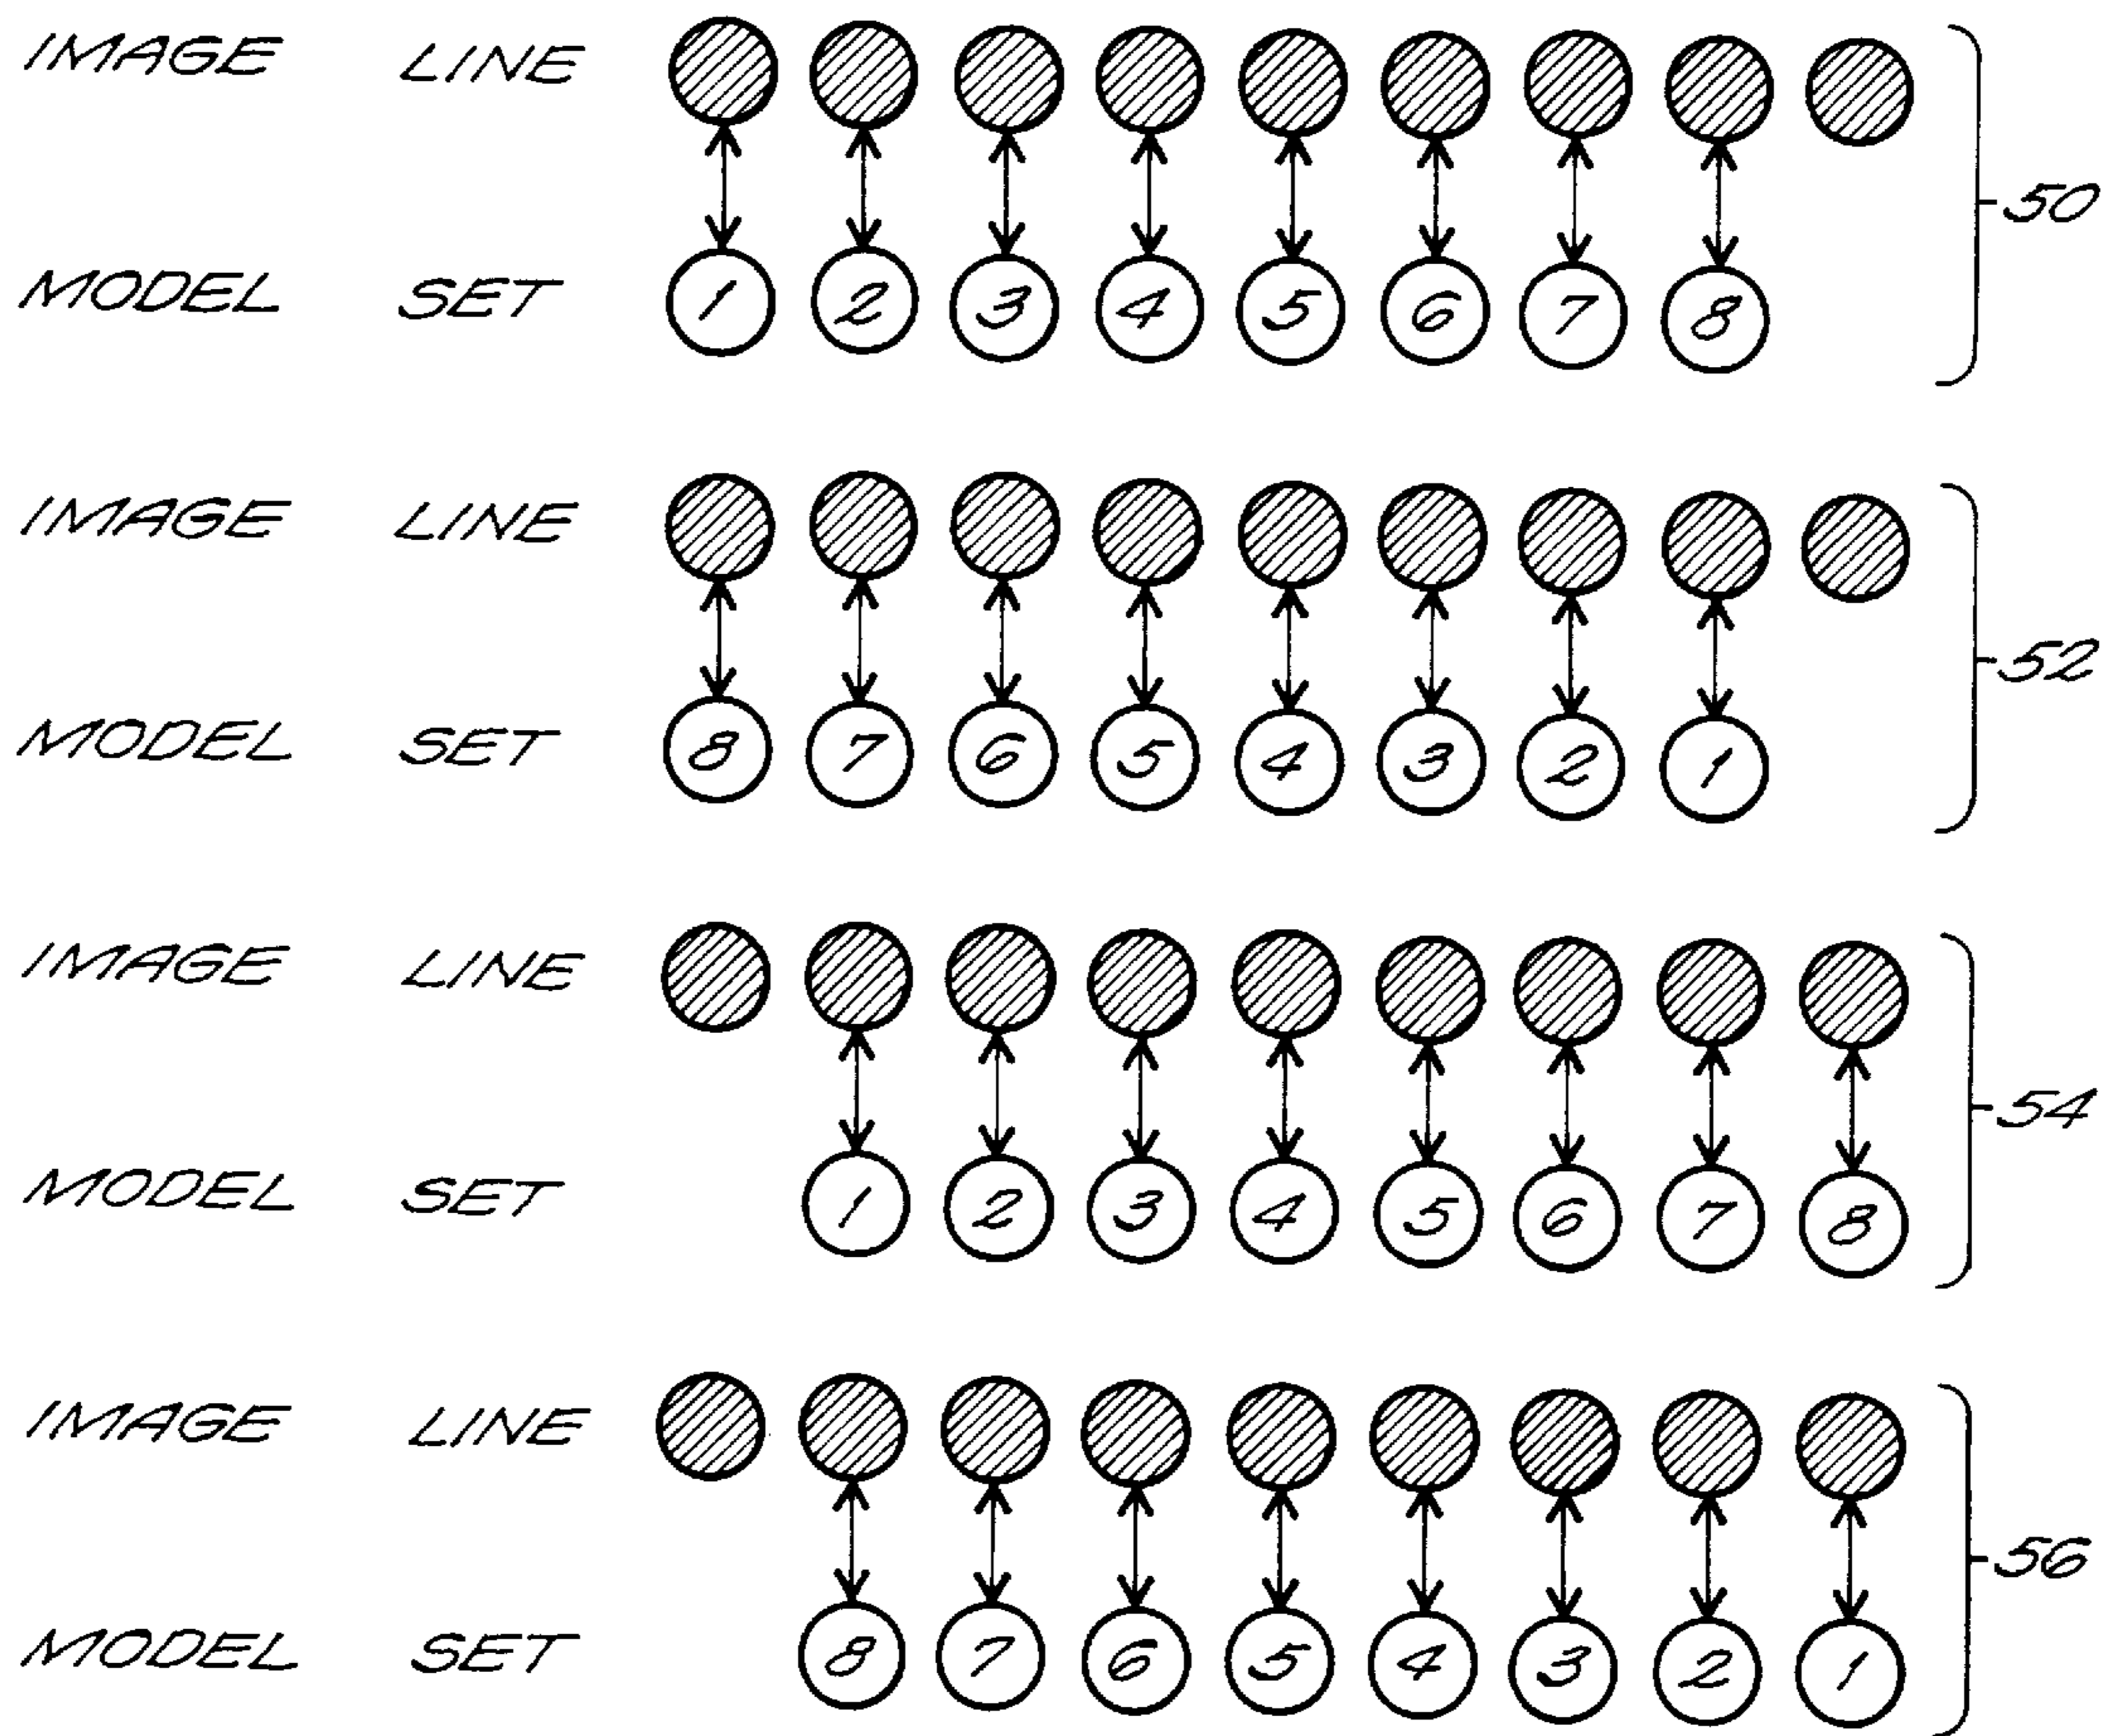 IMAGE LINE
50
MODEL SET 1 2 3 4 5 6 7 8
IMAGE LINE
52
MODEL SET 8 7 6 5 4 3 2 1
IMAGE LINE
54
MODEL SET 1 2 3 4 5 6 7 8
IMAGE LINE
56
MODEL SET 8 7 6 5 4 3 2 1